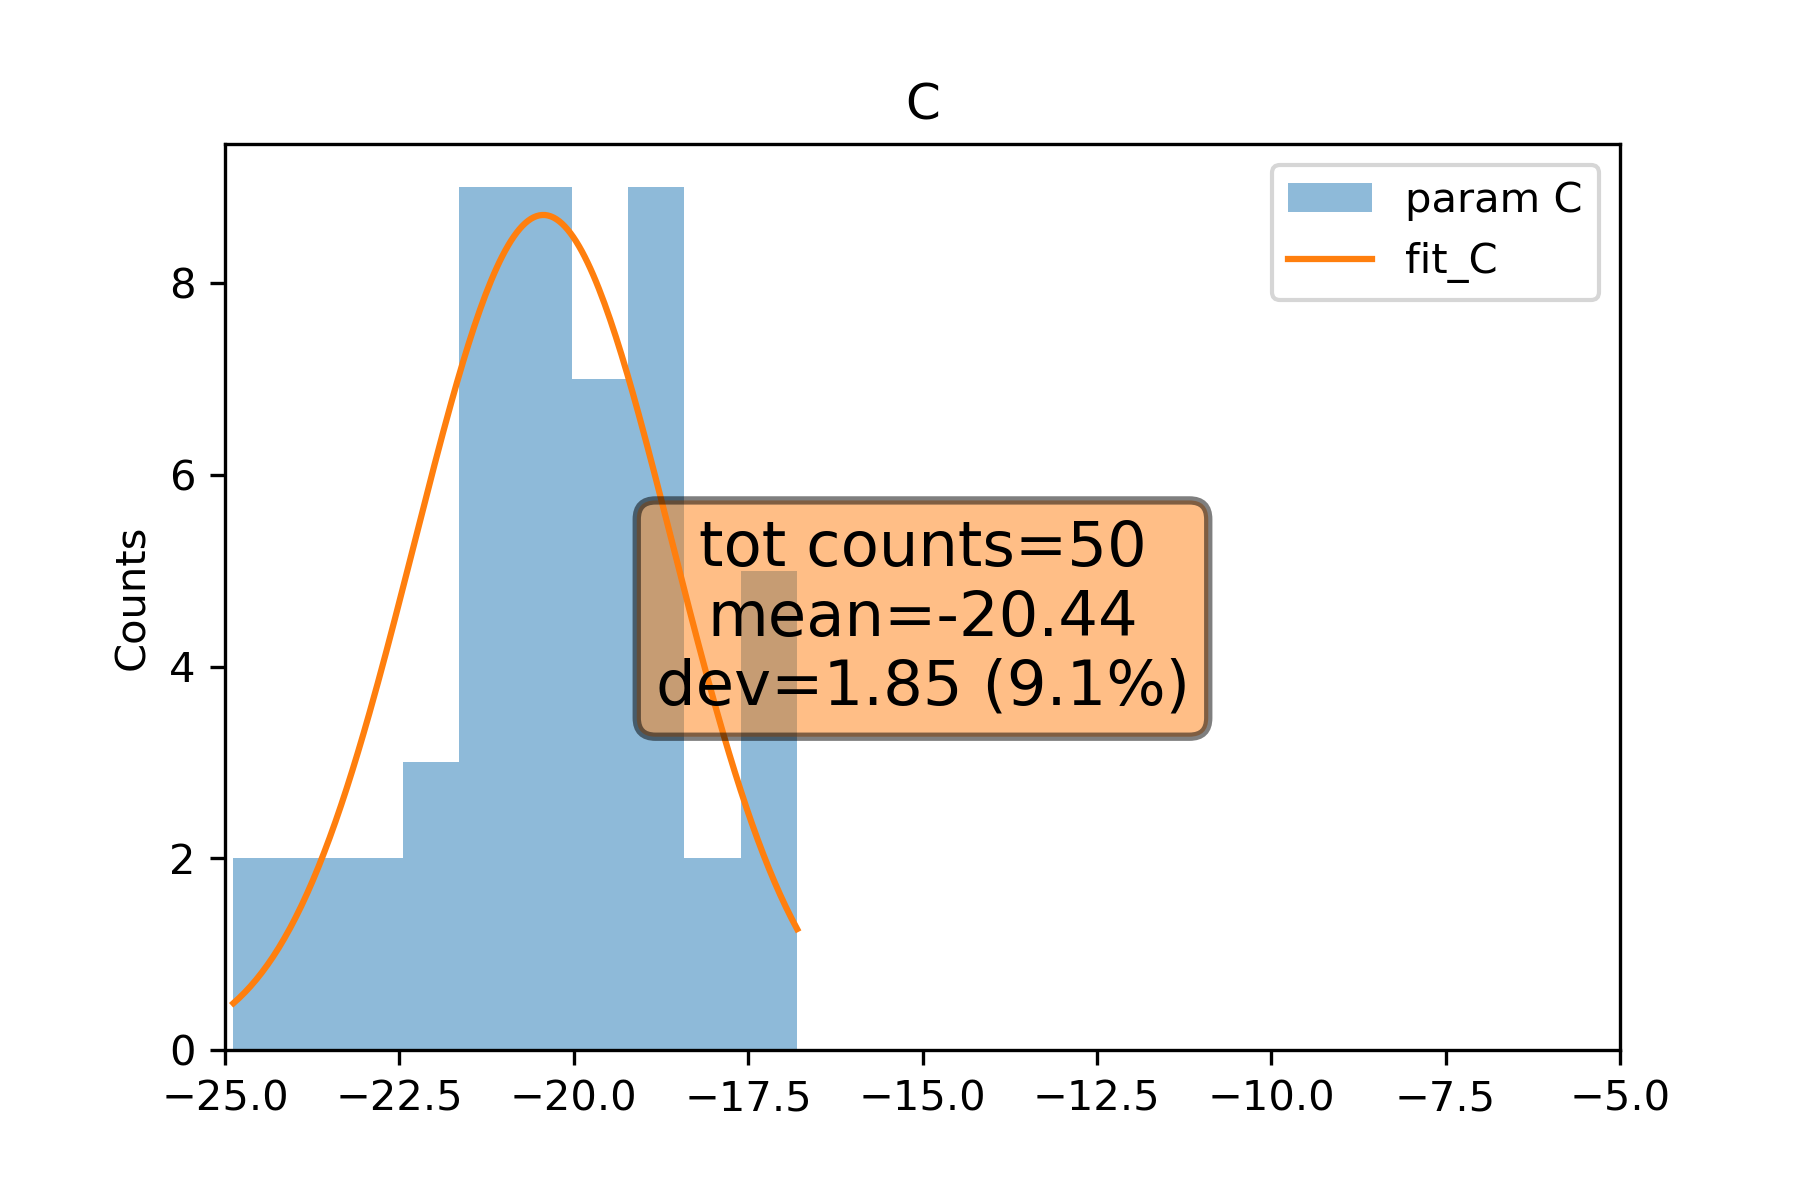 C
param C
fit_C
8
6
4
2
0
Counts
tot counts=50
mean=-20.44
dev=1.85 (9.1%)
−25.0 −22.5 −20.0 −17.5 −15.0 −12.5 −10.0 −7.5 −5.0